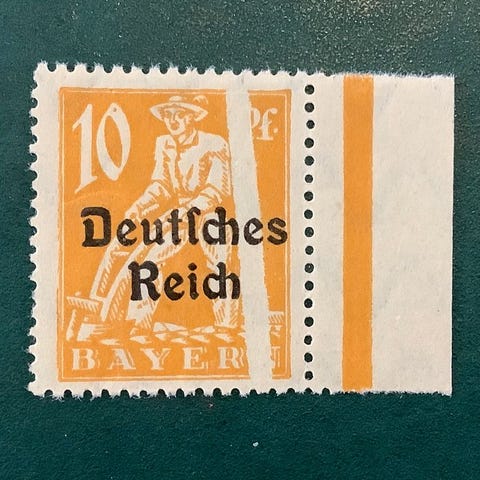 10 Pf.
Deutſches
Reich
BAYERN